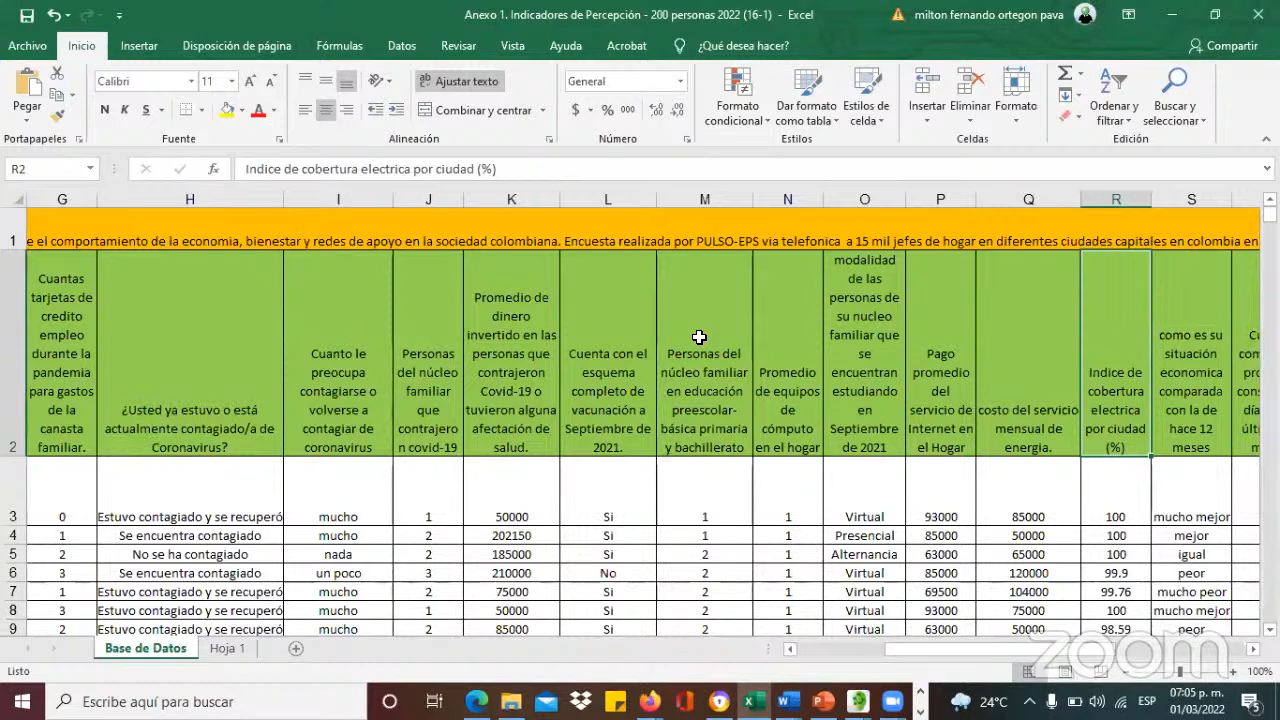 Anexo 1. Indicadores de Percepción - 200 personas 2022 (16-1) - Excel
milton fernando ortegon pava
Archivo Inicio Insertar Disposición de página Fórmulas Datos Revisar Vista Ayuda Acrobat ¿Qué desea hacer? Compartir
Pegar
Calibri 11
N K S
Ajustar texto
Combinar y centrar
General
$ % 000
Formato condicional
Dar formato como tabla
Estilos de celda
Insertar Eliminar Formato
Ordenar y filtrar
Buscar y seleccionar
Portapapeles Fuente Alineación Número Estilos Celdas Edición
R2 fx Indice de cobertura electrica por ciudad (%)
G H I J K L M N O P Q R S
1 e el comportamiento de la economia, bienestar y redes de apoyo en la sociedad colombiana. Encuesta realizada por PULSO-EPS via telefonica a 15 mil jefes de hogar en diferentes ciudades capitales en colombia en
2
Cuantas tarjetas de credito empleo durante la pandemia para gastos de la canasta familiar.
¿Usted ya estuvo o está actualmente contagiado/a de Coronavirus?
Cuanto le preocupa contagiarse o volverse a contagiar de coronavirus
Personas del núcleo familiar que contrajero n covid-19
Promedio de dinero invertido en las personas que contrajeron Covid-19 o tuvieron alguna afectación de salud.
Cuenta con el esquema completo de vacunación a Septiembre de 2021.
Personas del núcleo familiar en educación preescolar- básica primaria y bachillerato
Promedio de equipos de cómputo en el hogar
modalidad de las personas de su nucleo familiar que se encuentran estudiando en Septiembre de 2021
Pago promedio del servicio de Internet en el Hogar
costo del servicio mensual de energia.
Indice de cobertura electrica por ciudad (%)
como es su situación economica comparada con la de hace 12 meses
3 0 Estuvo contagiado y se recuperó mucho 1 50000 Si 1 1 Virtual 93000 85000 100 mucho mejor
4 1 Se encuentra contagiado mucho 2 202150 Si 1 1 Presencial 85000 50000 100 mejor
5 2 No se ha contagiado nada 2 185000 Si 2 1 Alternancia 63000 65000 100 igual
6 3 Se encuentra contagiado un poco 3 210000 No 2 1 Virtual 85000 120000 99.9 peor
7 1 Estuvo contagiado y se recuperó mucho 2 75000 Si 2 1 Virtual 69500 104000 99.76 mucho peor
8 3 Estuvo contagiado y se recuperó mucho 1 50000 Si 2 1 Virtual 93000 75000 100 mucho mejor
9 2 Estuvo contagiado y se recuperó mucho 2 85000 Si 2 1 Virtual 63000 50000 98.59 peor
Base de Datos Hoja 1
zoom
Listo 100%
Escribe aquí para buscar
24°C ESP 07:05 p. m.
01/03/2022 5